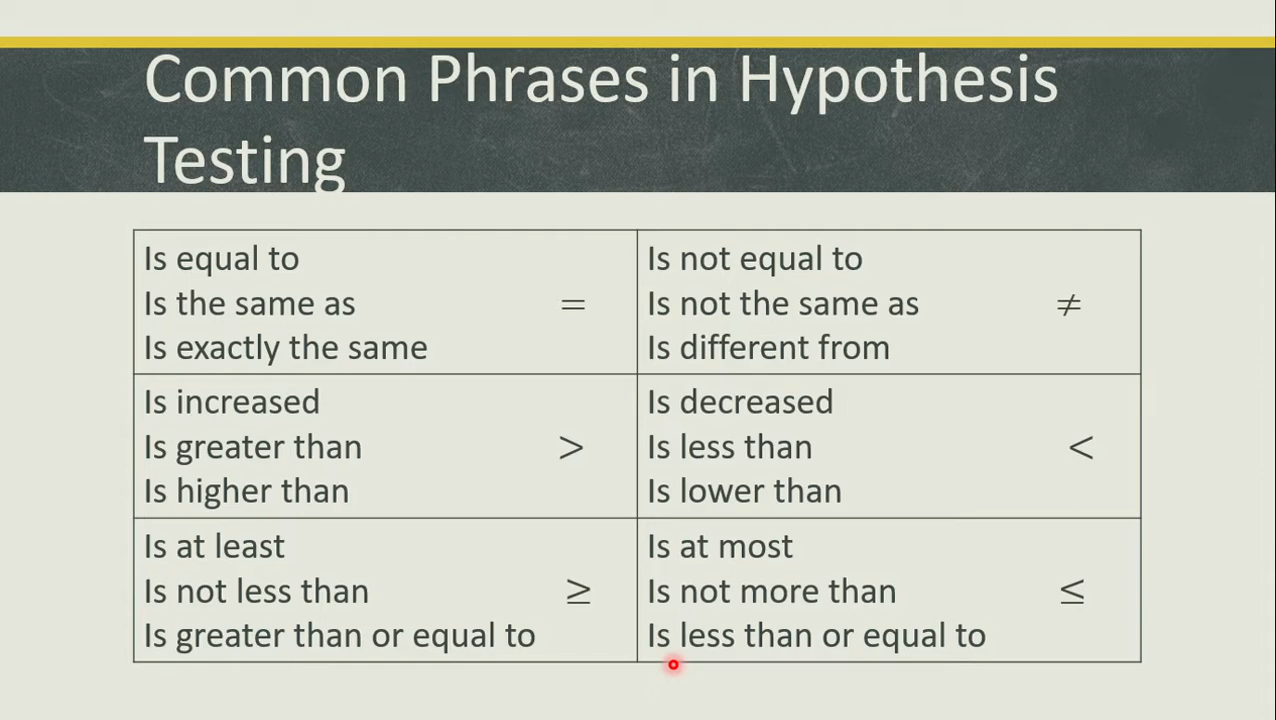 Common Phrases in Hypothesis
Testing
Is equal to
Is the same as =
Is exactly the same
Is not equal to
Is not the same as ≠
Is different from
Is increased
Is greater than >
Is higher than
Is decreased
Is less than <
Is lower than
Is at least
Is not less than ≥
Is greater than or equal to
Is at most
Is not more than ≤
Is less than or equal to